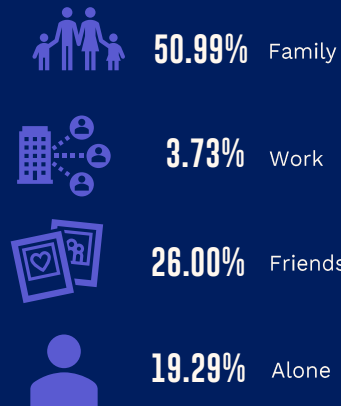 50.99% Family
3.73% Work
26.00% Friends
19.29% Alone